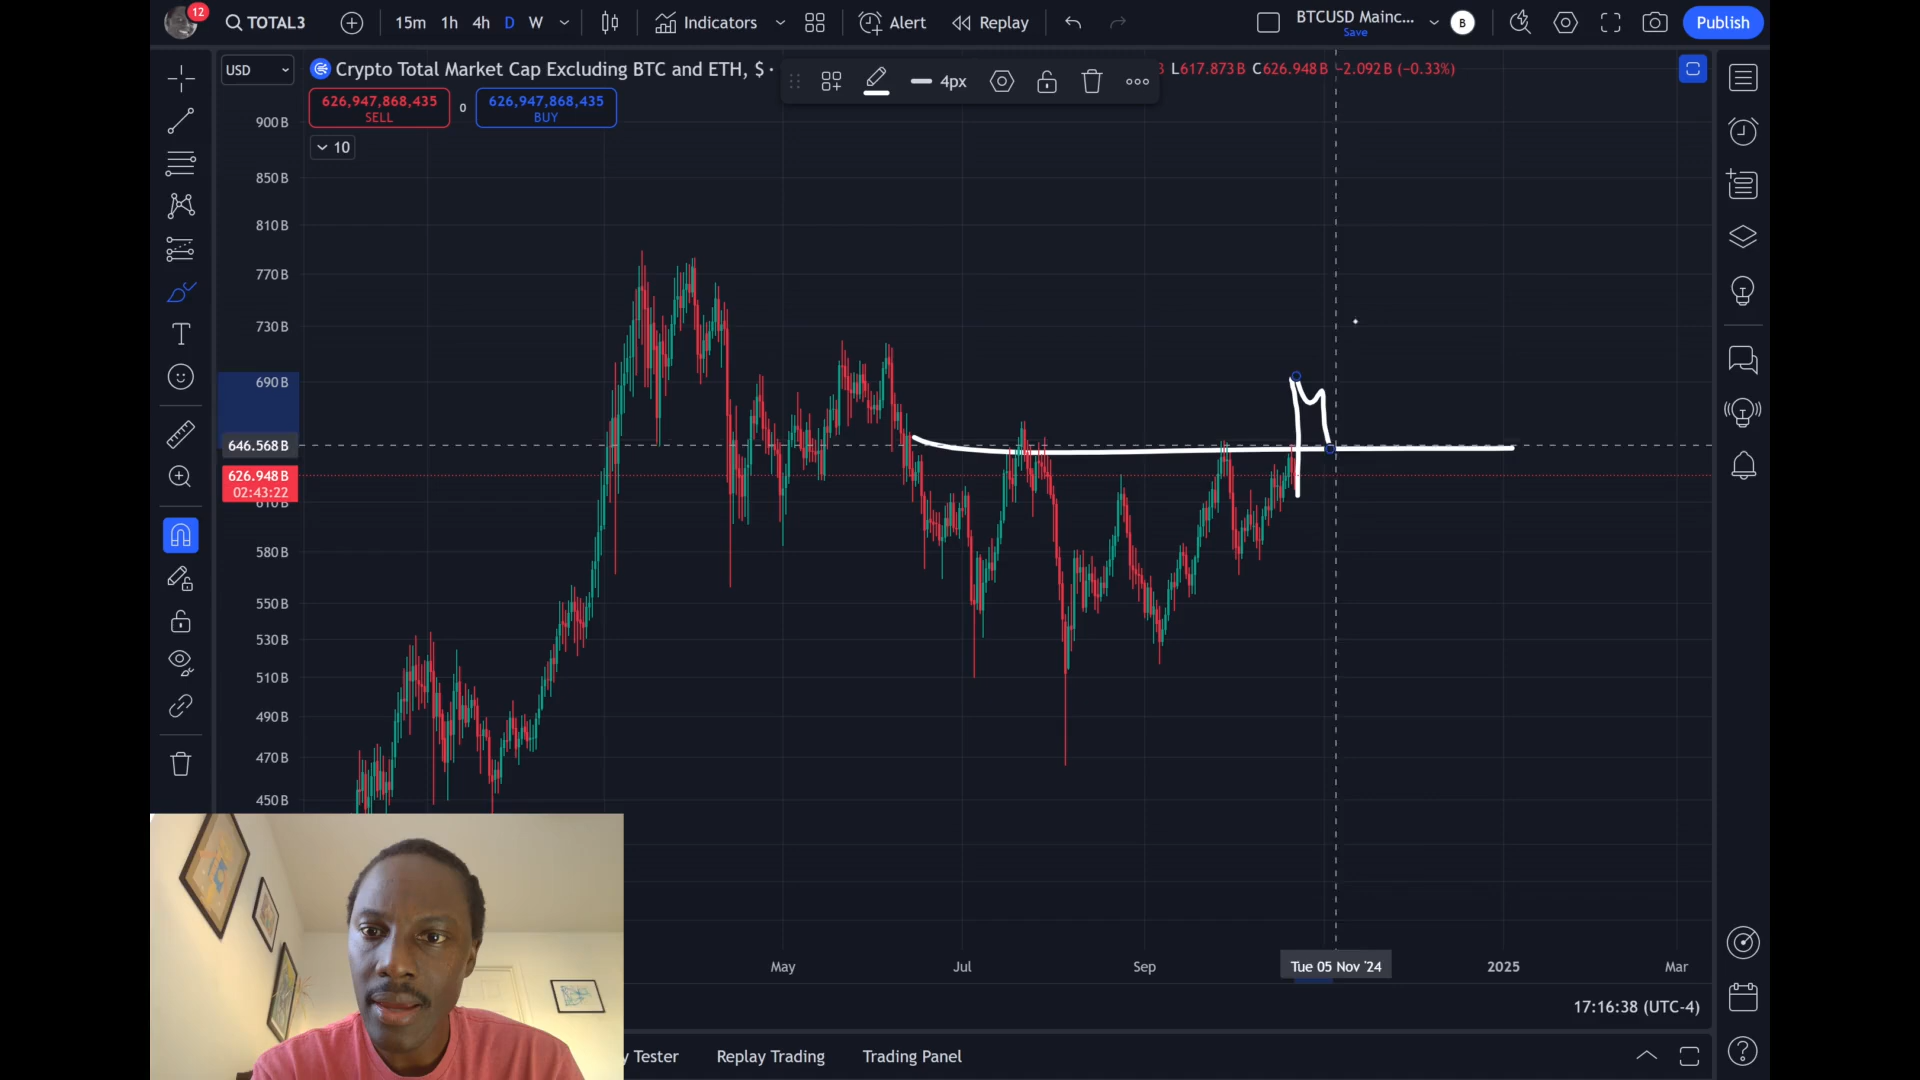 12
TOTAL3
15m 1h 4h D W
Indicators
Alert
Replay
BTCUSD Mainc...
Save
B
Publish
USD
Crypto Total Market Cap Excluding BTC and ETH, $ ·
4px
L617.873B C626.948B -2.092B (-0.33%)
626,947,868,435
SELL
0
626,947,868,435
BUY
10
900B
850B
810B
770B
730B
690B
646.568B
626.948B
02:43:22
610B
580B
550B
530B
510B
490B
470B
450B
May
Jul
Sep
Tue 05 Nov '24
2025
Mar
17:16:38 (UTC-4)
Tester
Replay Trading
Trading Panel